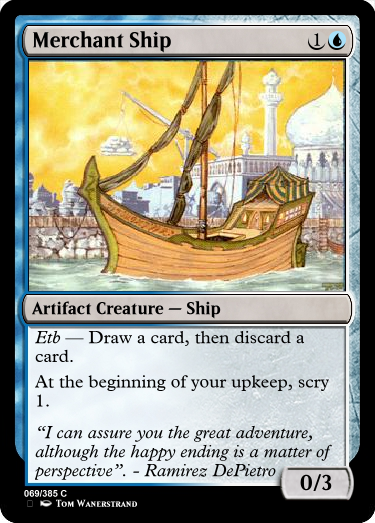 Merchant Ship 1
Artifact Creature — Ship
Etb — Draw a card, then discard a
card.
At the beginning of your upkeep, scry
1.
“I can assure you the great adventure,
although the happy ending is a matter of
perspective”. - Ramirez DePietro
0/3
069/385 C
Tom Wanerstrand